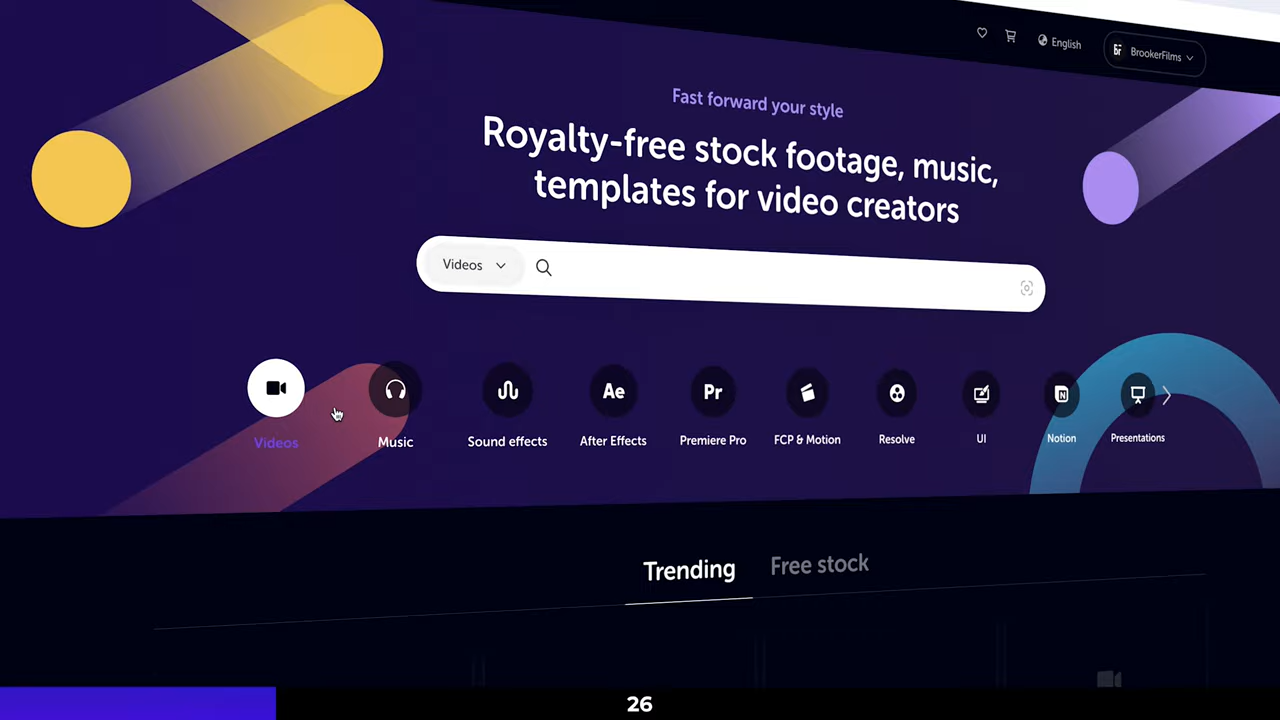 English
BrookerFilms
Fast forward your style
Royalty-free stock footage, music,
templates for video creators
Videos
Videos
Music
Sound effects
Ae
After Effects
Pr
Premiere Pro
FCP & Motion
Resolve
UI
N
Notion
Presentations
Trending
Free stock
26